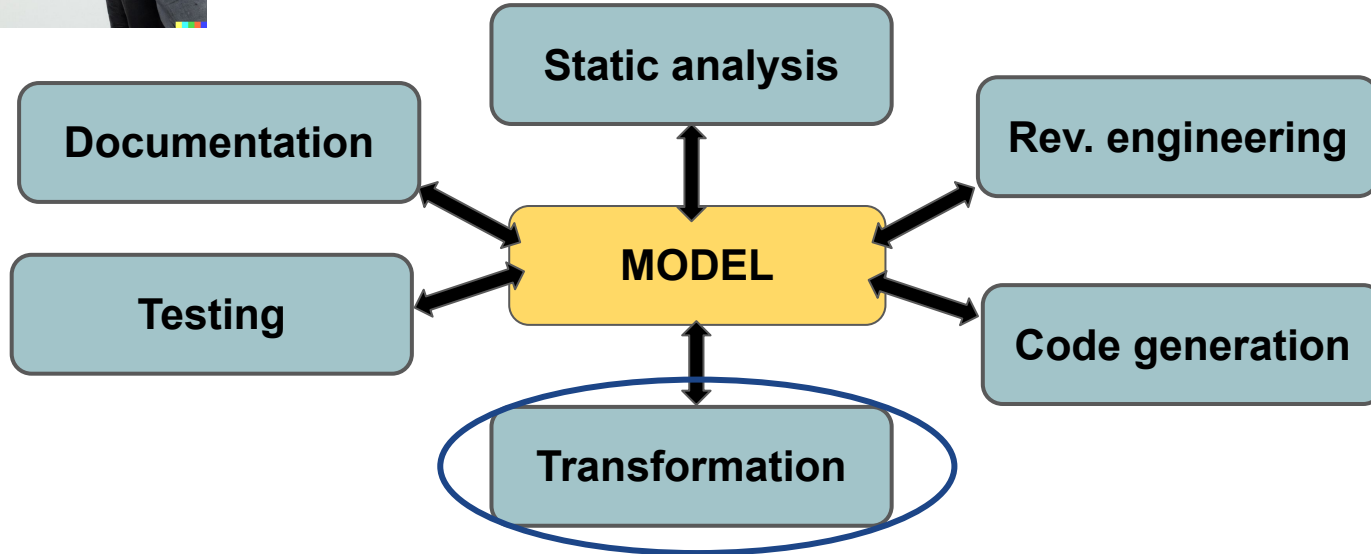 Static analysis
Documentation
Rev. engineering
MODEL
Testing
Code generation
Transformation